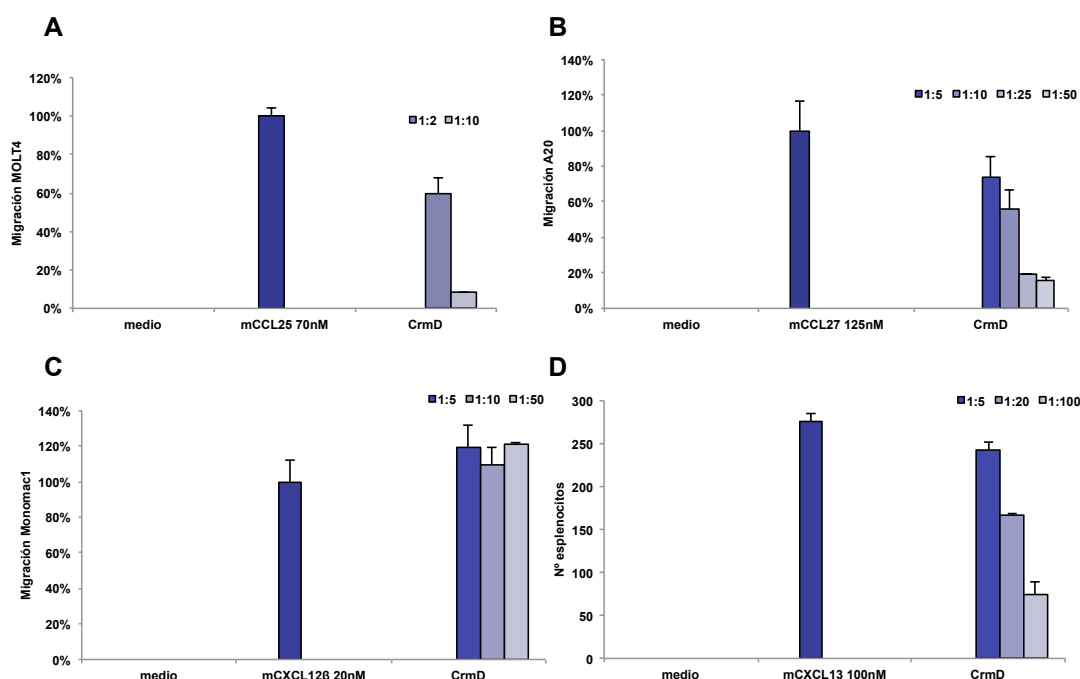 A
120%
100%
80%
60%
40%
20%
0%
Migración MOLT4
1:2 1:10
medio mCCL25 70nM CrmD
B
140%
120%
100%
80%
60%
40%
20%
0%
Migración A20
1:5 1:10 1:25 1:50
medio mCCL27 125nM CrmD
C
140%
120%
100%
80%
60%
40%
20%
0%
Migración Monomac1
1:5 1:10 1:50
medio mCXCL12ß 20nM CrmD
D
300
250
200
150
100
50
0
Nº esplenocitos
1:5 1:20 1:100
medio mCXCL13 100nM CrmD